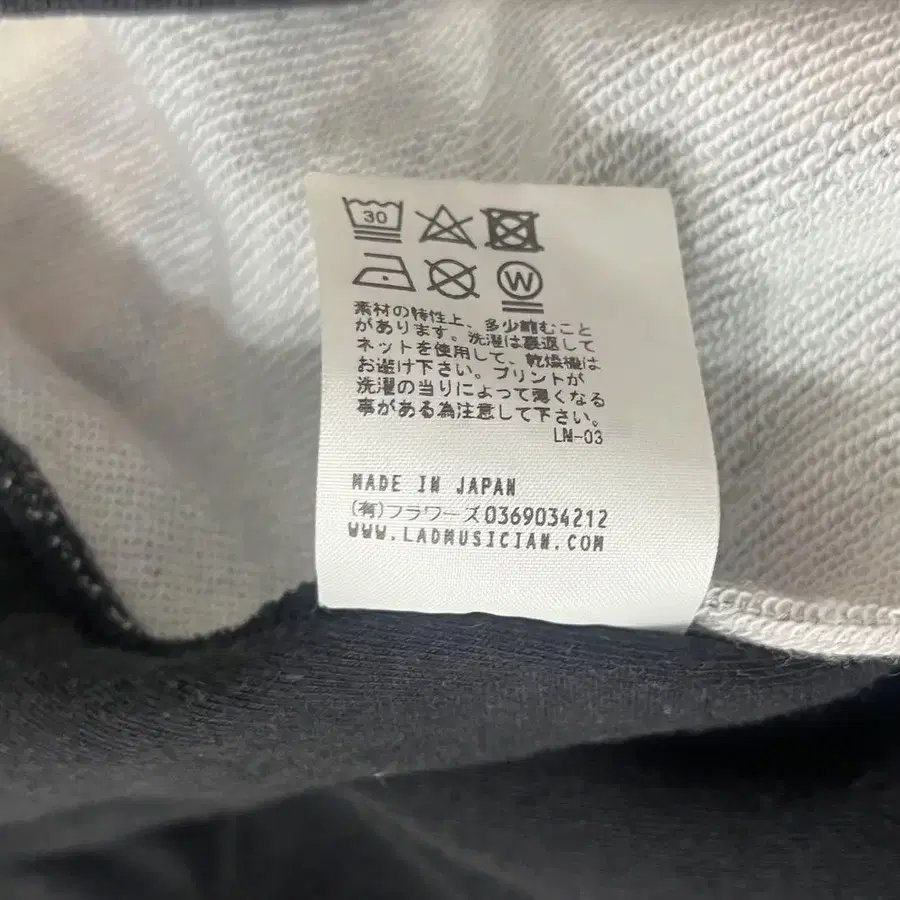 30
W
素材の特性上、多少縮むこと
があります。洗濯は裏返して
ネットを使用して、乾燥機は
お避け下さい。プリントが
洗濯の当りによって薄くなる
事がある為注意して下さい。
LM-03
MADE IN JAPAN
(有)フラワーズ0369034212
WWW.LADMUSICIAN.COM